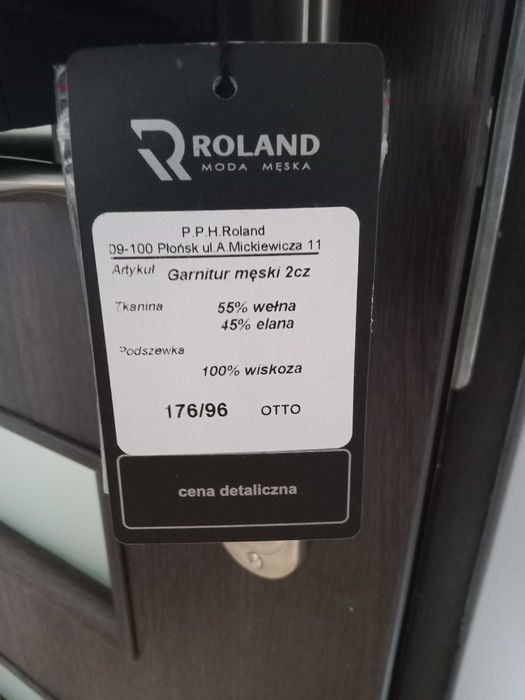 ROLAND
MODA MĘSKA
P.P.H.Roland
09-100 Płońsk ul.A.Mickiewicza 11
Artykuł Garnitur męski 2cz
Tkanina 55% wełna
45% elana
Podszewka
100% wiskoza
176/96 OTTO
cena detaliczna